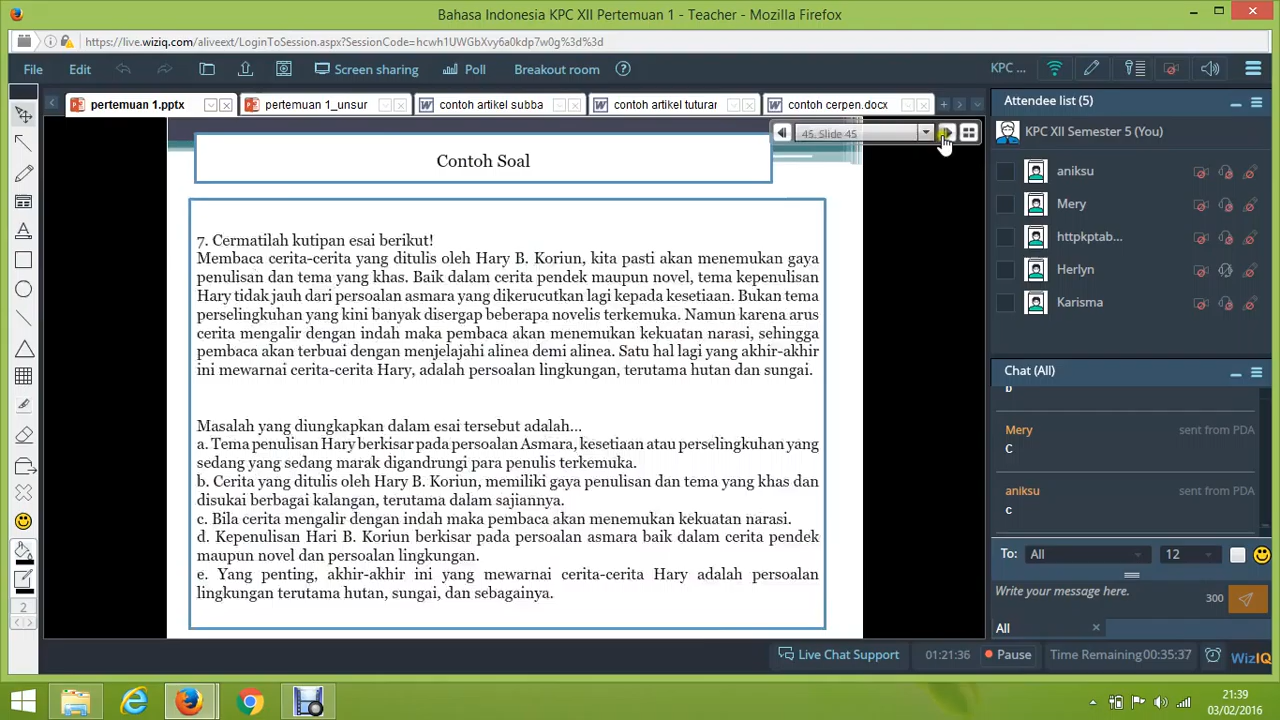 Bahasa Indonesia KPC XII Pertemuan 1 - Teacher - Mozilla Firefox
https://live.wiziq.com/aliveext/LoginToSession.aspx?SessionCode=hcwh1UWGbXvy6a0kdp7w0g%3d%3d
File Edit Screen sharing Poll Breakout room KPC ...
pertemuan 1.pptx pertemuan 1_unsur contoh artikel subba contoh artikel tuturar contoh cerpen.docx
45. Slide 45
Contoh Soal
7. Cermatilah kutipan esai berikut!
Membaca cerita-cerita yang ditulis oleh Hary B. Koriun, kita pasti akan menemukan gaya
penulisan dan tema yang khas. Baik dalam cerita pendek maupun novel, tema kepenulisan
Hary tidak jauh dari persoalan asmara yang dikerucutkan lagi kepada kesetiaan. Bukan tema
perselingkuhan yang kini banyak disergap beberapa novelis terkemuka. Namun karena arus
cerita mengalir dengan indah maka pembaca akan menemukan kekuatan narasi, sehingga
pembaca akan terbuai dengan menjelajahi alinea demi alinea. Satu hal lagi yang akhir-akhir
ini mewarnai cerita-cerita Hary, adalah persoalan lingkungan, terutama hutan dan sungai.
Masalah yang diungkapkan dalam esai tersebut adalah...
a. Tema penulisan Hary berkisar pada persoalan Asmara, kesetiaan atau perselingkuhan yang
sedang yang sedang marak digandrungi para penulis terkemuka.
b. Cerita yang ditulis oleh Hary B. Koriun, memiliki gaya penulisan dan tema yang khas dan
disukai berbagai kalangan, terutama dalam sajiannya.
c. Bila cerita mengalir dengan indah maka pembaca akan menemukan kekuatan narasi.
d. Kepenulisan Hari B. Koriun berkisar pada persoalan asmara baik dalam cerita pendek
maupun novel dan persoalan lingkungan.
e. Yang penting, akhir-akhir ini yang mewarnai cerita-cerita Hary adalah persoalan
lingkungan terutama hutan, sungai, dan sebagainya.
2
Attendee list (5)
KPC XII Semester 5 (You)
aniksu
Mery
httpkptab...
Herlyn
Karisma
Chat (All)
b
Mery sent from PDA
C
aniksu sent from PDA
c
To: All 12
Write your message here. 300
All
Live Chat Support 01:21:36 Pause Time Remaining 00:35:37 WizIQ
21:39
03/02/2016